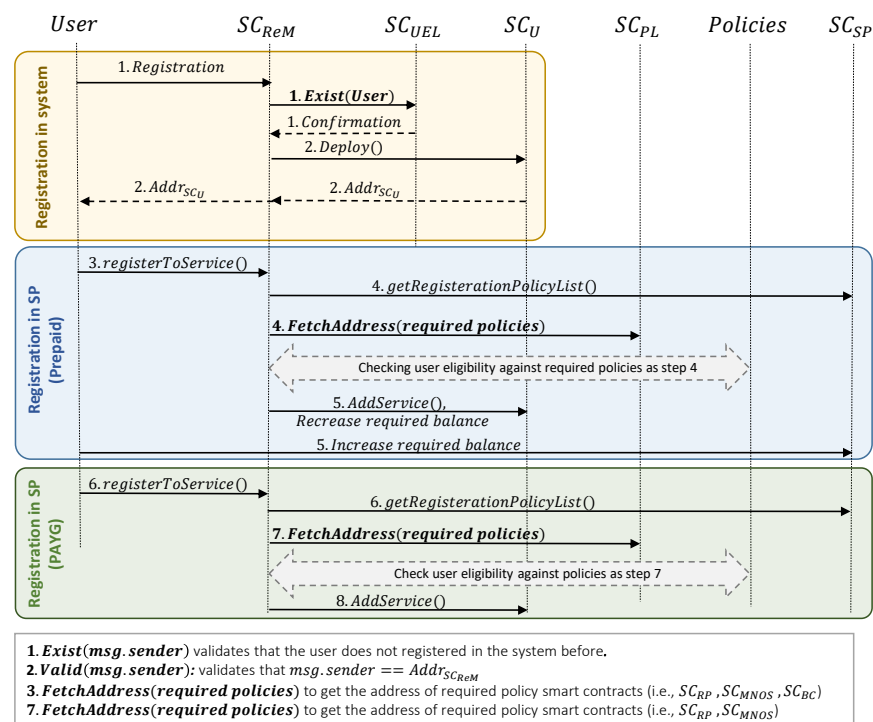 User SC_ReM SC_UEL SC_U SC_PL Policies SC_SP
Registration in system
1. Registration
1. Exist(User)
1. Confirmation
2. Deploy()
2. Addr_SC_U 2. Addr_SC_U
Registration in SP
(Prepaid)
3. registerToService()
4. getRegisterationPolicyList()
4. FetchAddress(required policies)
Checking user eligibility against required policies as step 4
5. AddService(),
Recrease required balance
5. Increase required balance
Registration in SP
(PAYG)
6. registerToService()
6. getRegisterationPolicyList()
7. FetchAddress(required policies)
Check user eligibility against policies as step 7
8. AddService()
1. Exist(msg.sender) validates that the user does not registered in the system before.
2. Valid(msg.sender): validates that msg.sender == Addr_SC_ReM
3. FetchAddress(required policies) to get the address of required policy smart contracts (i.e., SC_RP , SC_MNOS , SC_BC)
7. FetchAddress(required policies) to get the address of required policy smart contracts (i.e., SC_RP , SC_MNOS)